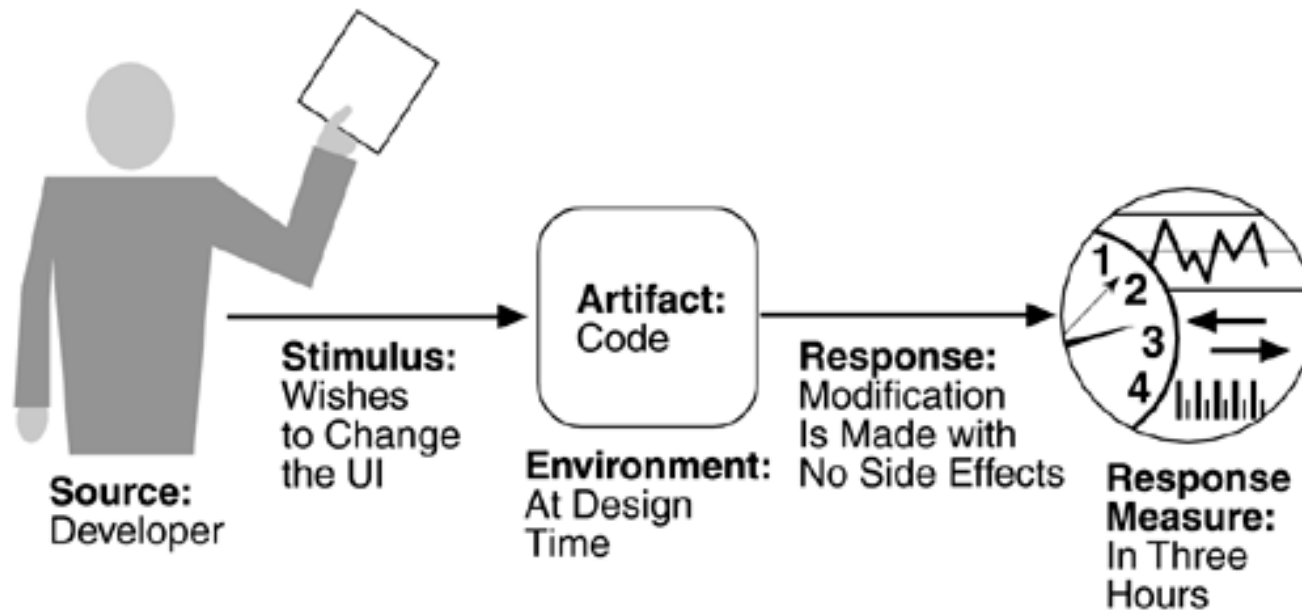 Source:
Developer
Stimulus:
Wishes
to Change
the UI
Artifact:
Code
Environment:
At Design
Time
Response:
Modification
Is Made with
No Side Effects
1
2
3
4
Response
Measure:
In Three
Hours